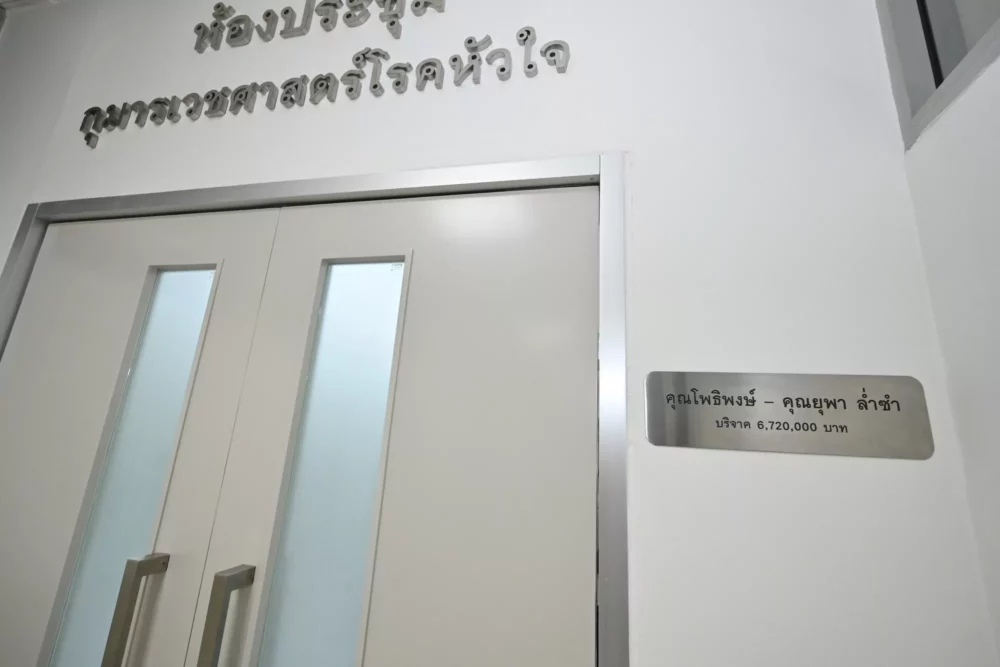 ห้องประชุม
กุมารเวชศาสตร์โรคหัวใจ
คุณโพธิพงษ์ – คุณยุพา ล่ำซำ
บริจาค 6,720,000 บาท